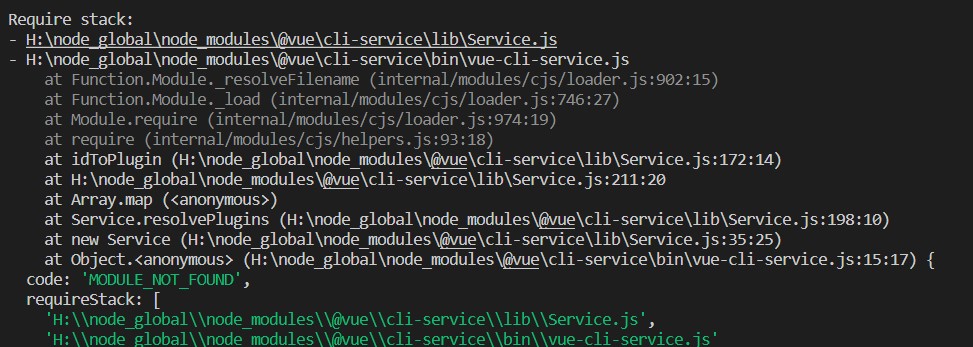 Require stack:
- H:\node_global\node_modules\@vue\cli-service\lib\Service.js
- H:\node_global\node_modules\@vue\cli-service\bin\vue-cli-service.js
    at Function.Module._resolveFilename (internal/modules/cjs/loader.js:902:15)
    at Function.Module._load (internal/modules/cjs/loader.js:746:27)
    at Module.require (internal/modules/cjs/loader.js:974:19)
    at require (internal/modules/cjs/helpers.js:93:18)
    at idToPlugin (H:\node_global\node_modules\@vue\cli-service\lib\Service.js:172:14)
    at H:\node_global\node_modules\@vue\cli-service\lib\Service.js:211:20
    at Array.map (<anonymous>)
    at Service.resolvePlugins (H:\node_global\node_modules\@vue\cli-service\lib\Service.js:198:10)
    at new Service (H:\node_global\node_modules\@vue\cli-service\lib\Service.js:35:25)
    at Object.<anonymous> (H:\node_global\node_modules\@vue\cli-service\bin\vue-cli-service.js:15:17) {
  code: 'MODULE_NOT_FOUND',
  requireStack: [
    'H:\\node_global\\node_modules\\@vue\\cli-service\\lib\\Service.js',
    'H:\\node_global\\node_modules\\@vue\\cli-service\\bin\\vue-cli-service.js'